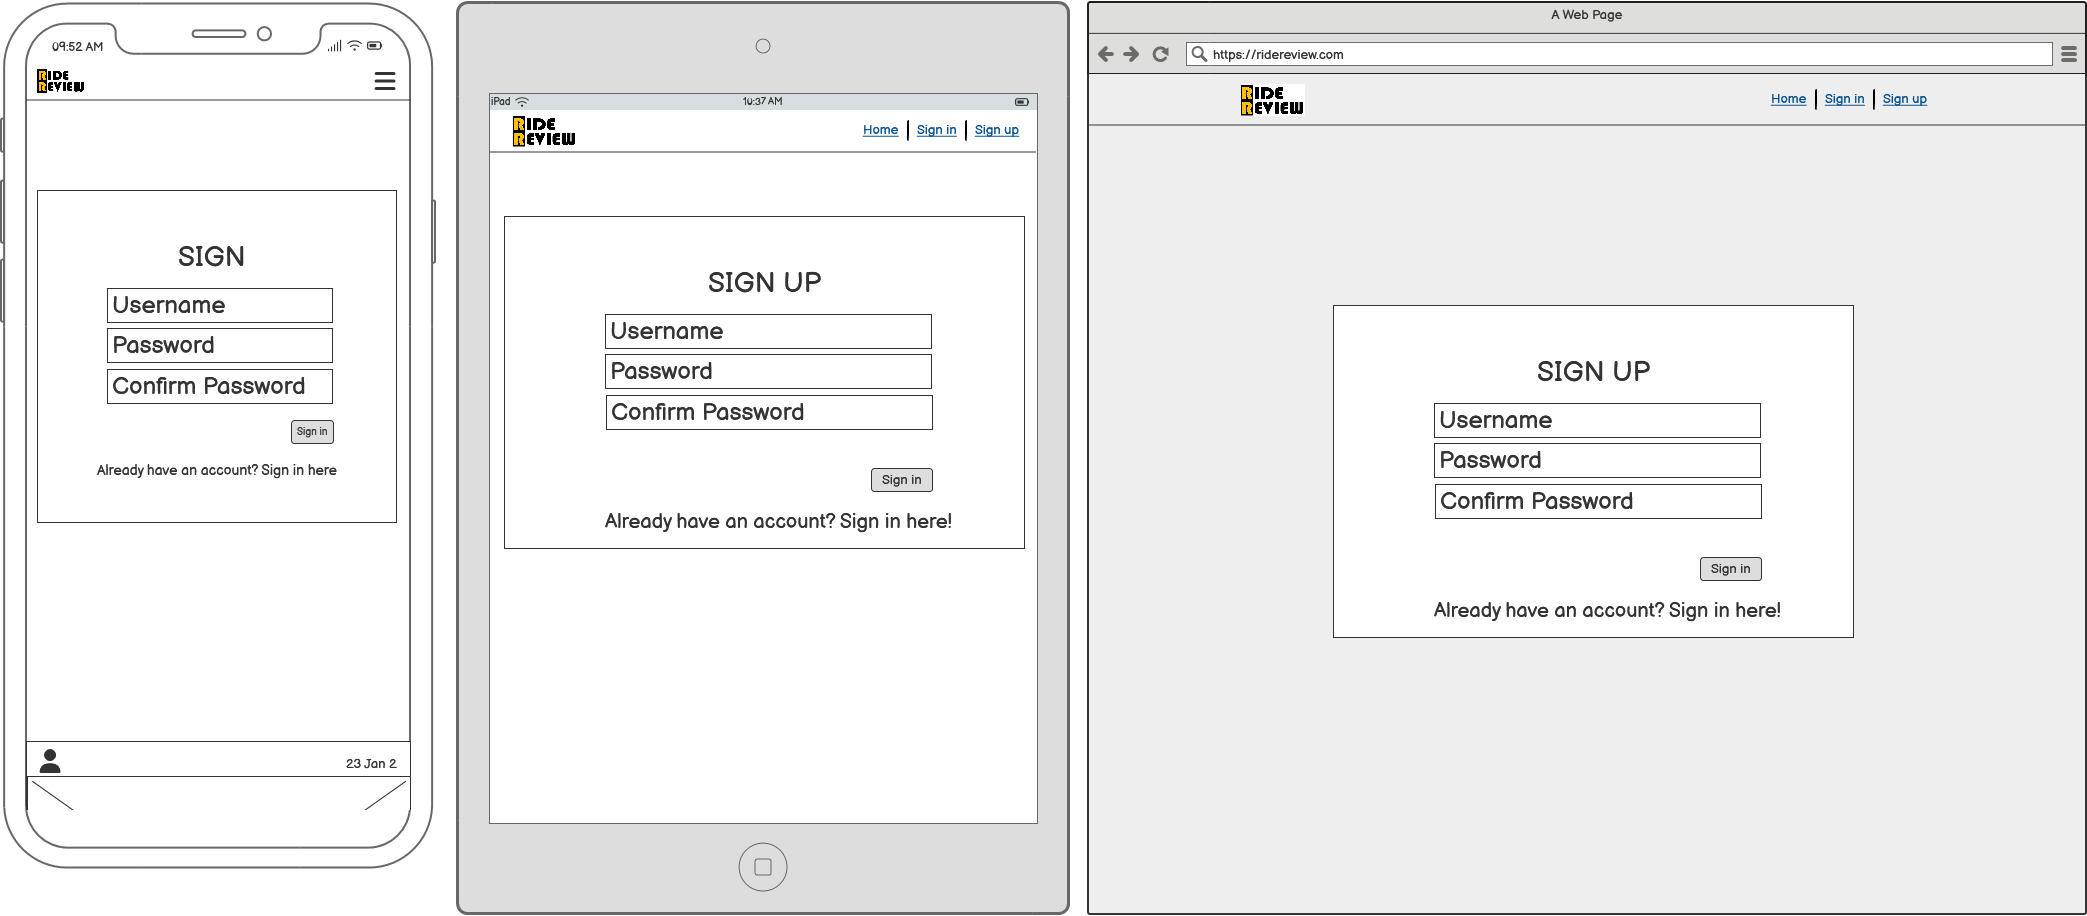 09:52 AM
RIDE
REVIEW
SIGN
Username
Password
Confirm Password
Sign in
Already have an account? Sign in here
23 Jan 2
iPad
10:37 AM
RIDE
REVIEW
Home
Sign in
Sign up
SIGN UP
Username
Password
Confirm Password
Sign in
Already have an account? Sign in here!
A Web Page
https://ridereview.com
RIDE
REVIEW
Home
Sign in
Sign up
SIGN UP
Username
Password
Confirm Password
Sign in
Already have an account? Sign in here!